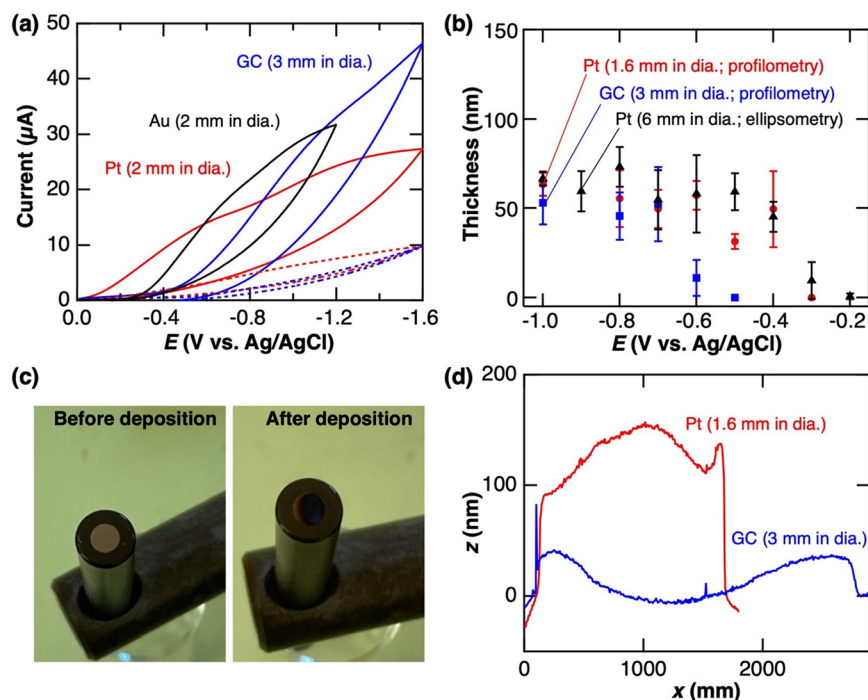 (a)
50
40
30
20
10
0
Current (µA)
GC (3 mm in dia.)
Au (2 mm in dia.)
Pt (2 mm in dia.)
0.0
-0.4
-0.8
-1.2
-1.6
E (V vs. Ag/AgCl)
(b)
150
100
50
0
Thickness (nm)
Pt (1.6 mm in dia.; profilometry)
GC (3 mm in dia.; profilometry)
Pt (6 mm in dia.; ellipsometry)
-1.0
-0.8
-0.6
-0.4
-0.2
E (V vs. Ag/AgCl)
(c)
Before deposition
After deposition
(d)
200
100
0
z (nm)
Pt (1.6 mm in dia.)
GC (3 mm in dia.)
0
1000
2000
x (mm)